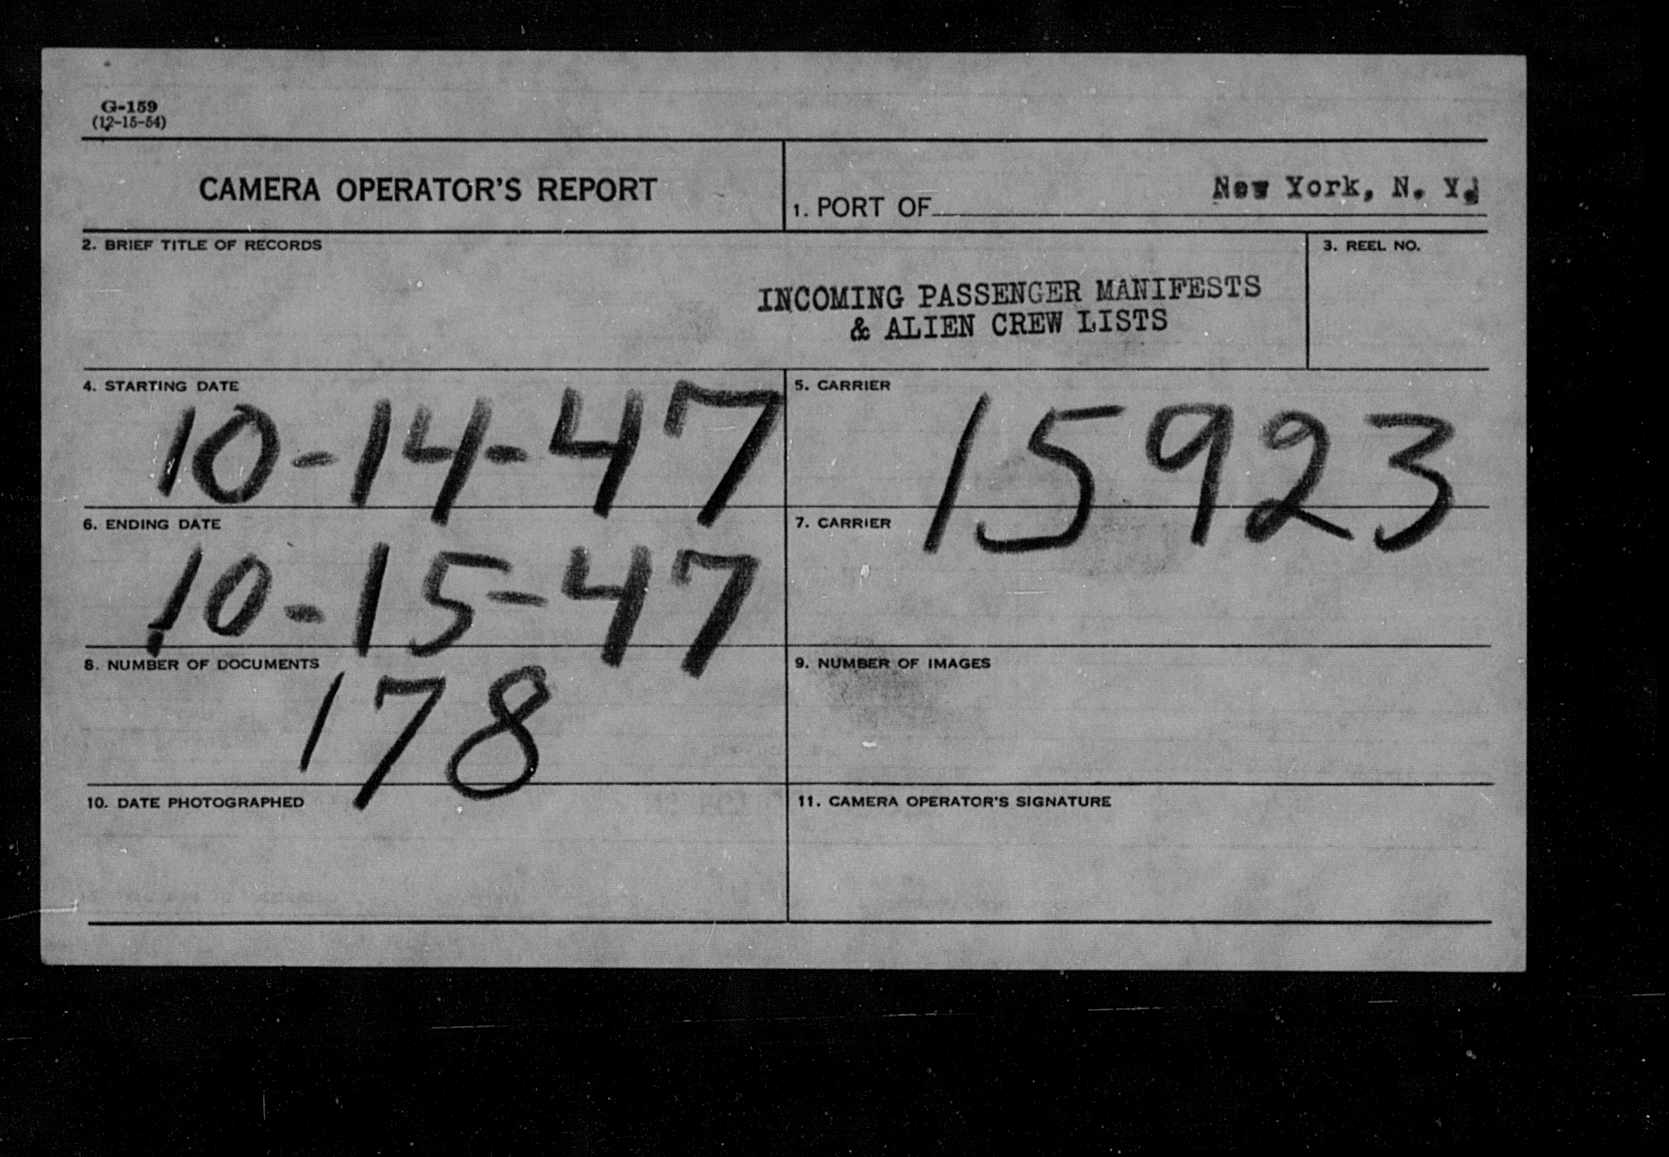 G-159
(12-15-54)
CAMERA OPERATOR'S REPORT
1. PORT OF New York, N. Y.
2. BRIEF TITLE OF RECORDS
3. REEL NO.
INCOMING PASSENGER MANIFESTS
& ALIEN CREW LISTS
4. STARTING DATE
10-14-47
5. CARRIER
15923
6. ENDING DATE
10-15-47
7. CARRIER
8. NUMBER OF DOCUMENTS
178
9. NUMBER OF IMAGES
10. DATE PHOTOGRAPHED
11. CAMERA OPERATOR'S SIGNATURE